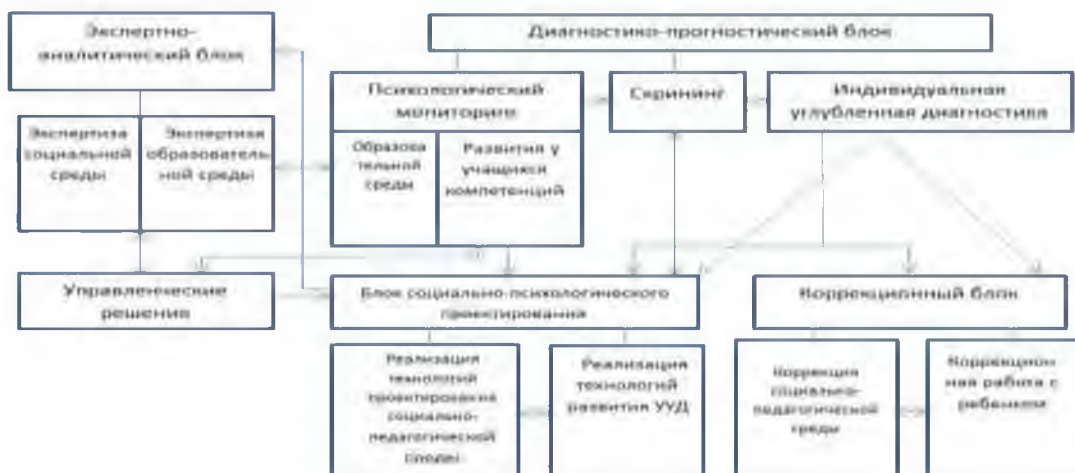 Экспертно-
аналитический блок
Диагностико-прогностический блок
Психологический
мониторинг
Скрининг
Индивидуальная
углубленная диагностика
Экспертиза
социальной
среды
Экспертиза
образователь
ной среды
Образова
тельной
среды
Развития у
учащихся
компетенций
Управленческие
решения
Блок социально-психологического
проектирования
Коррекционный блок
Реализация
технологий
проектирования
социально-
педагогической
среды
Реализация
технологий
развития УУД
Коррекция
социально-
педагогической
среды
Коррекцион
ная работа с
ребенком